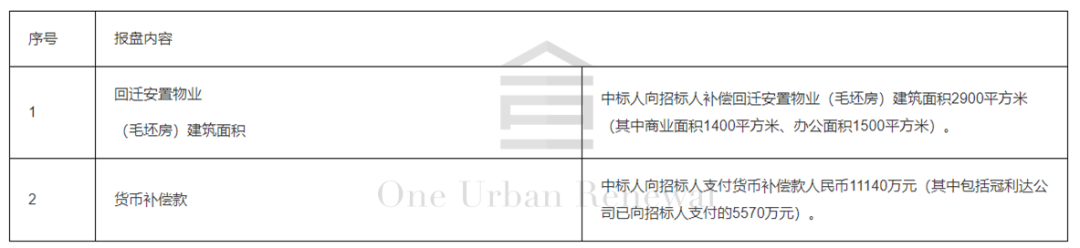 序号
报盘内容
1
回迁安置物业
（毛坯房）建筑面积
中标人向招标人补偿回迁安置物业（毛坯房）建筑面积2900平方米
（其中商业面积1400平方米、办公面积1500平方米）。
2
货币补偿款
中标人向招标人支付货币补偿款人民币11140万元（其中包括冠利达公
司已向招标人支付的5570万元）。
One Urban Renewal